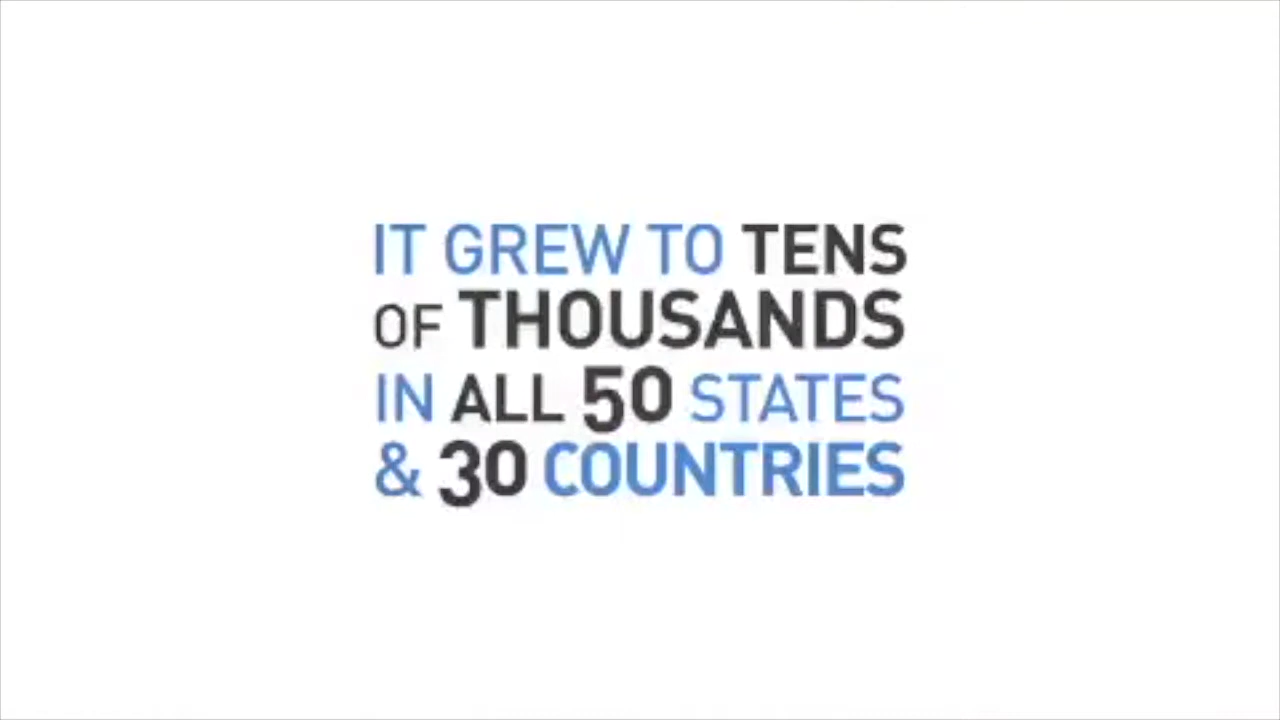 IT GREW TO TENS
OF THOUSANDS
IN ALL 50 STATES
& 30 COUNTRIES